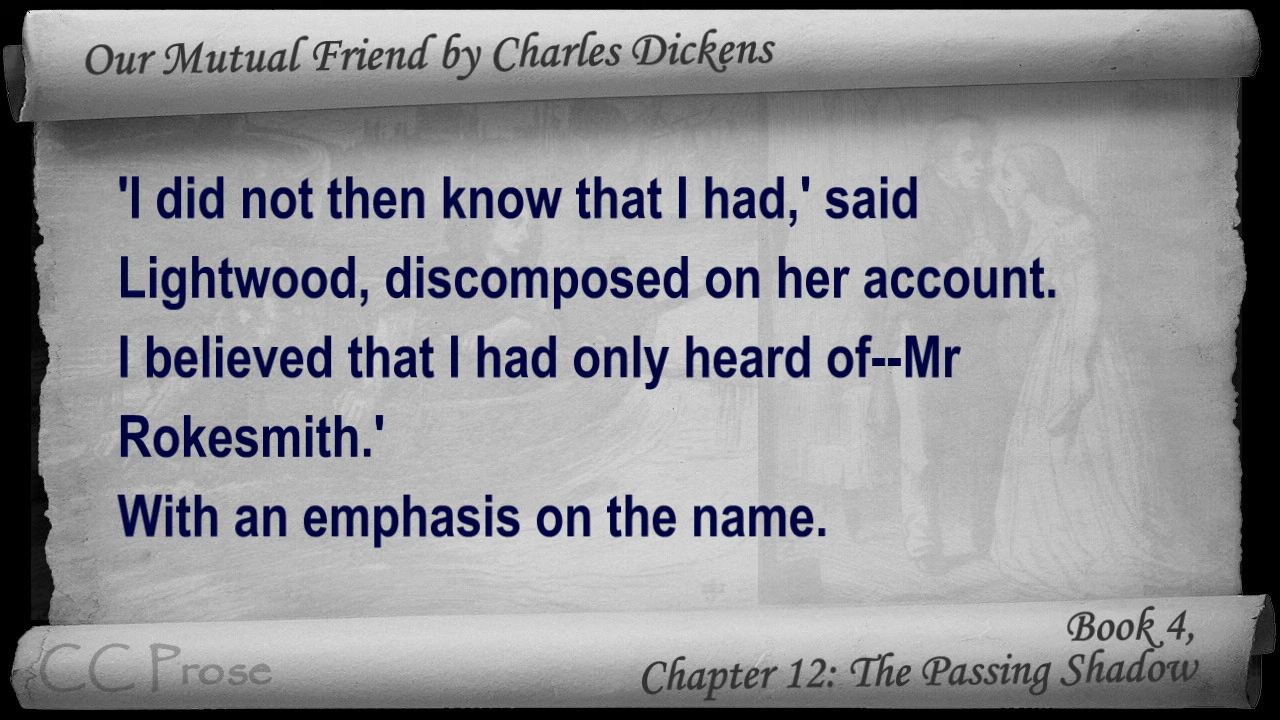 Our Mutual Friend by Charles Dickens
'I did not then know that I had,' said
Lightwood, discomposed on her account.
I believed that I had only heard of--Mr
Rokesmith.'
With an emphasis on the name.
Book 4,
Chapter 12: The Passing Shadow
CC Prose